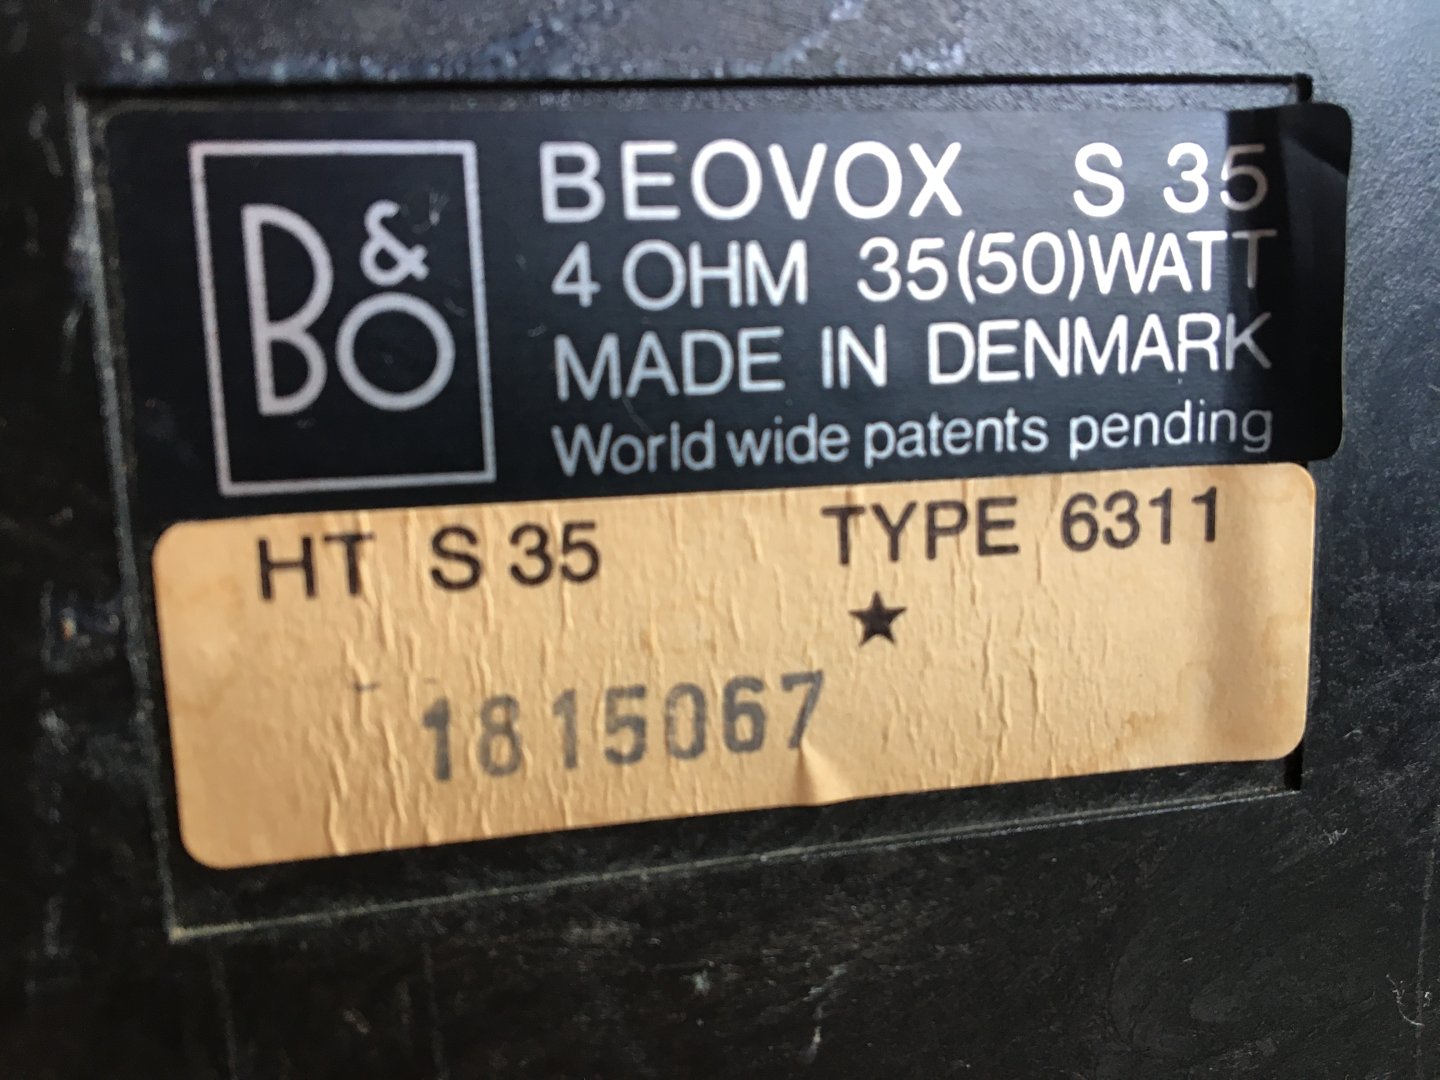 B&O
BEOVOX S 35
4 OHM 35(50)WATT
MADE IN DENMARK
World wide patents pending
HT S 35 TYPE 6311
★
1815067